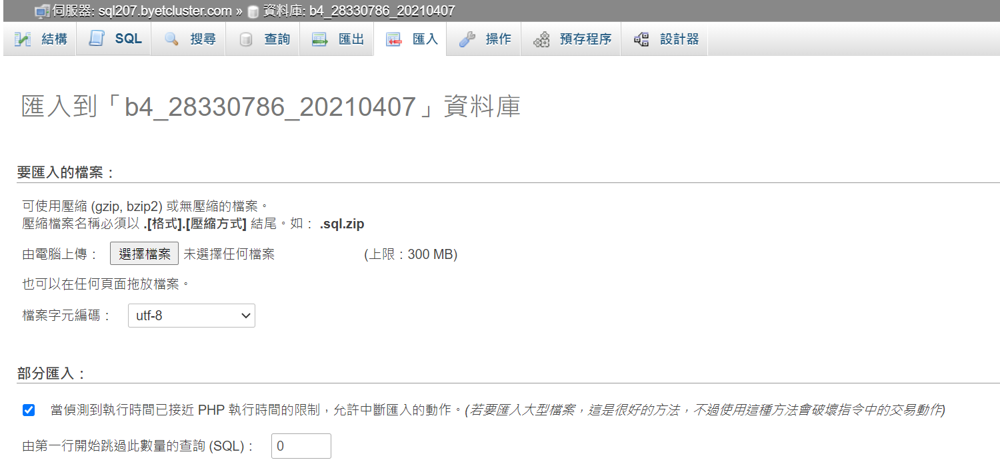 伺服器: sql207.byetcluster.com » 資料庫: b4_28330786_20210407
結構 SQL 搜尋 查詢 匯出 匯入 操作 預存程序 設計器
匯入到「b4_28330786_20210407」資料庫
要匯入的檔案：
可使用壓縮 (gzip, bzip2) 或無壓縮的檔案。
壓縮檔案名稱必須以 .[格式].[壓縮方式] 結尾。如： .sql.zip
由電腦上傳： 選擇檔案 未選擇任何檔案 (上限：300 MB)
也可以在任何頁面拖放檔案。
檔案字元編碼： utf-8
部分匯入：
當偵測到執行時間已接近 PHP 執行時間的限制，允許中斷匯入的動作。(若要匯入大型檔案，這是很好的方法，不過使用這種方法會破壞指令中的交易動作)
由第一行開始跳過此數量的查詢 (SQL)： 0